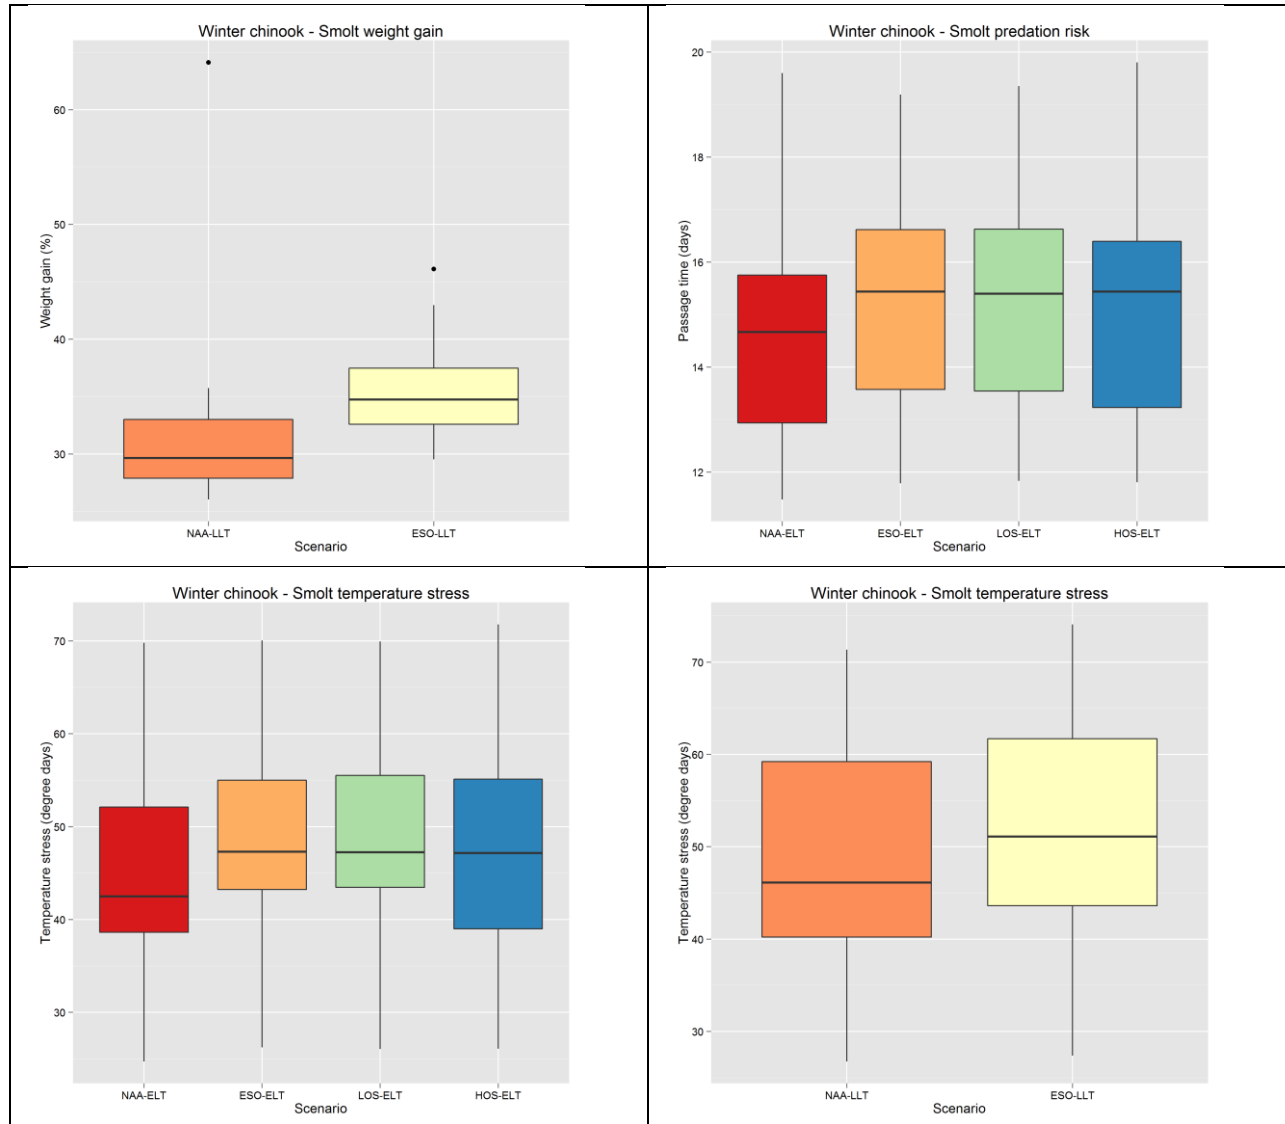 Winter chinook - Smolt weight gain
60
50
40
30
Weight gain (%)
NAA-LLT ESO-LLT
Scenario
Winter chinook - Smolt predation risk
20
18
16
14
12
Passage time (days)
NAA-ELT ESO-ELT LOS-ELT HOS-ELT
Scenario
Winter chinook - Smolt temperature stress
70
60
50
40
30
Temperature stress (degree days)
NAA-ELT ESO-ELT LOS-ELT HOS-ELT
Scenario
Winter chinook - Smolt temperature stress
70
60
50
40
30
Temperature stress (degree days)
NAA-LLT ESO-LLT
Scenario